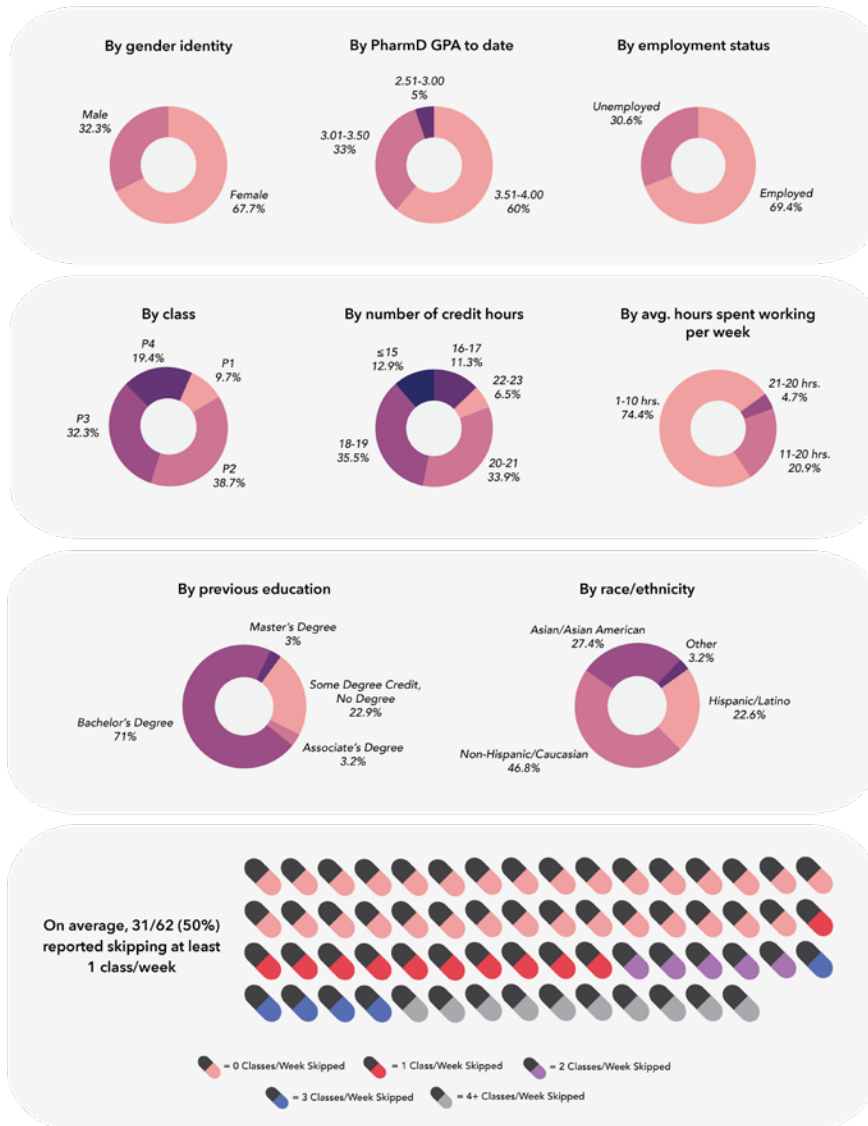 By gender identity
Male
32.3%
Female
67.7%
By PharmD GPA to date
2.51-3.00
5%
3.01-3.50
33%
3.51-4.00
60%
By employment status
Unemployed
30.6%
Employed
69.4%
By class
P4
19.4%
P1
9.7%
P3
32.3%
P2
38.7%
By number of credit hours
≤15
12.9%
16-17
11.3%
22-23
6.5%
18-19
35.5%
20-21
33.9%
By avg. hours spent working
per week
1-10 hrs.
74.4%
21-20 hrs.
4.7%
11-20 hrs.
20.9%
By previous education
Master's Degree
3%
Some Degree Credit,
No Degree
22.9%
Bachelor's Degree
71%
Associate's Degree
3.2%
By race/ethnicity
Asian/Asian American
27.4%
Other
3.2%
Hispanic/Latino
22.6%
Non-Hispanic/Caucasian
46.8%
On average, 31/62 (50%)
reported skipping at least
1 class/week
= 0 Classes/Week Skipped
= 1 Class/Week Skipped
= 2 Classes/Week Skipped
= 3 Classes/Week Skipped
= 4+ Classes/Week Skipped